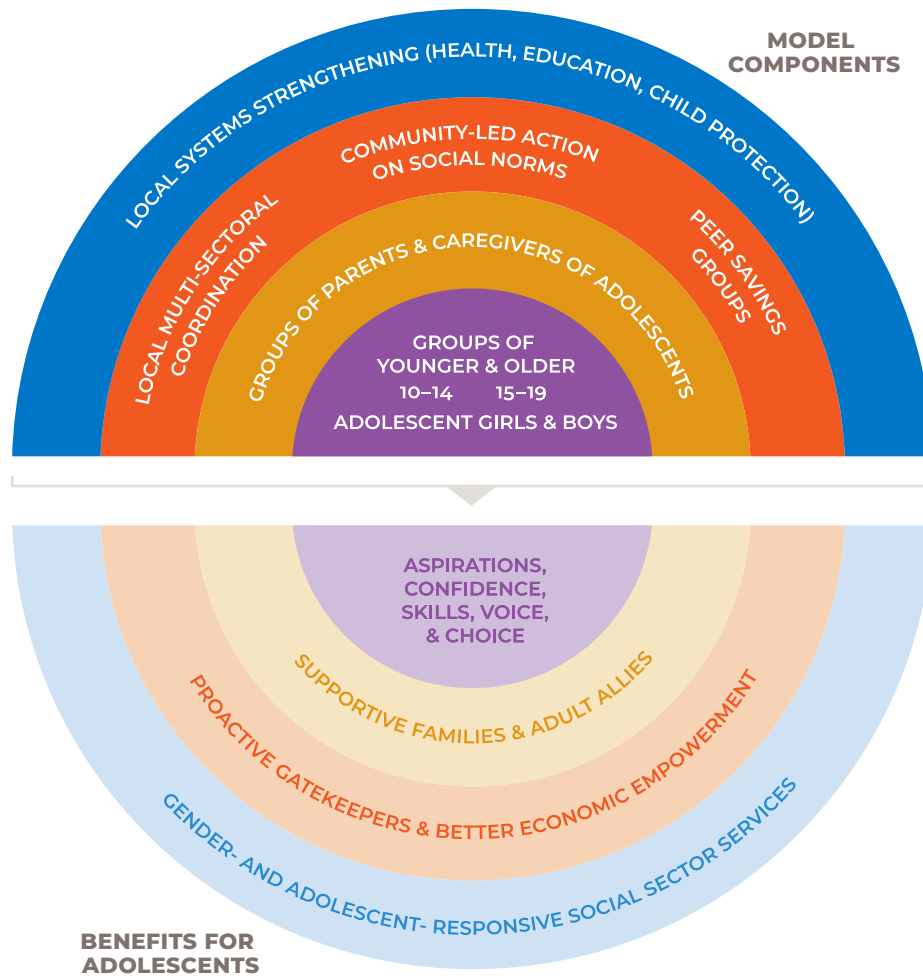 MODEL
COMPONENTS
LOCAL SYSTEMS STRENGTHENING (HEALTH, EDUCATION, CHILD PROTECTION)
COMMUNITY-LED ACTION
ON SOCIAL NORMS
LOCAL MULTI-SECTORAL
COORDINATION
PEER SAVINGS
GROUPS
GROUPS OF PARENTS & CAREGIVERS OF ADOLESCENTS
GROUPS OF
YOUNGER & OLDER
10–14 15–19
ADOLESCENT GIRLS & BOYS
ASPIRATIONS,
CONFIDENCE,
SKILLS, VOICE,
& CHOICE
SUPPORTIVE FAMILIES & ADULT ALLIES
PROACTIVE GATEKEEPERS & BETTER ECONOMIC EMPOWERMENT
GENDER- AND ADOLESCENT- RESPONSIVE SOCIAL SECTOR SERVICES
BENEFITS FOR
ADOLESCENTS